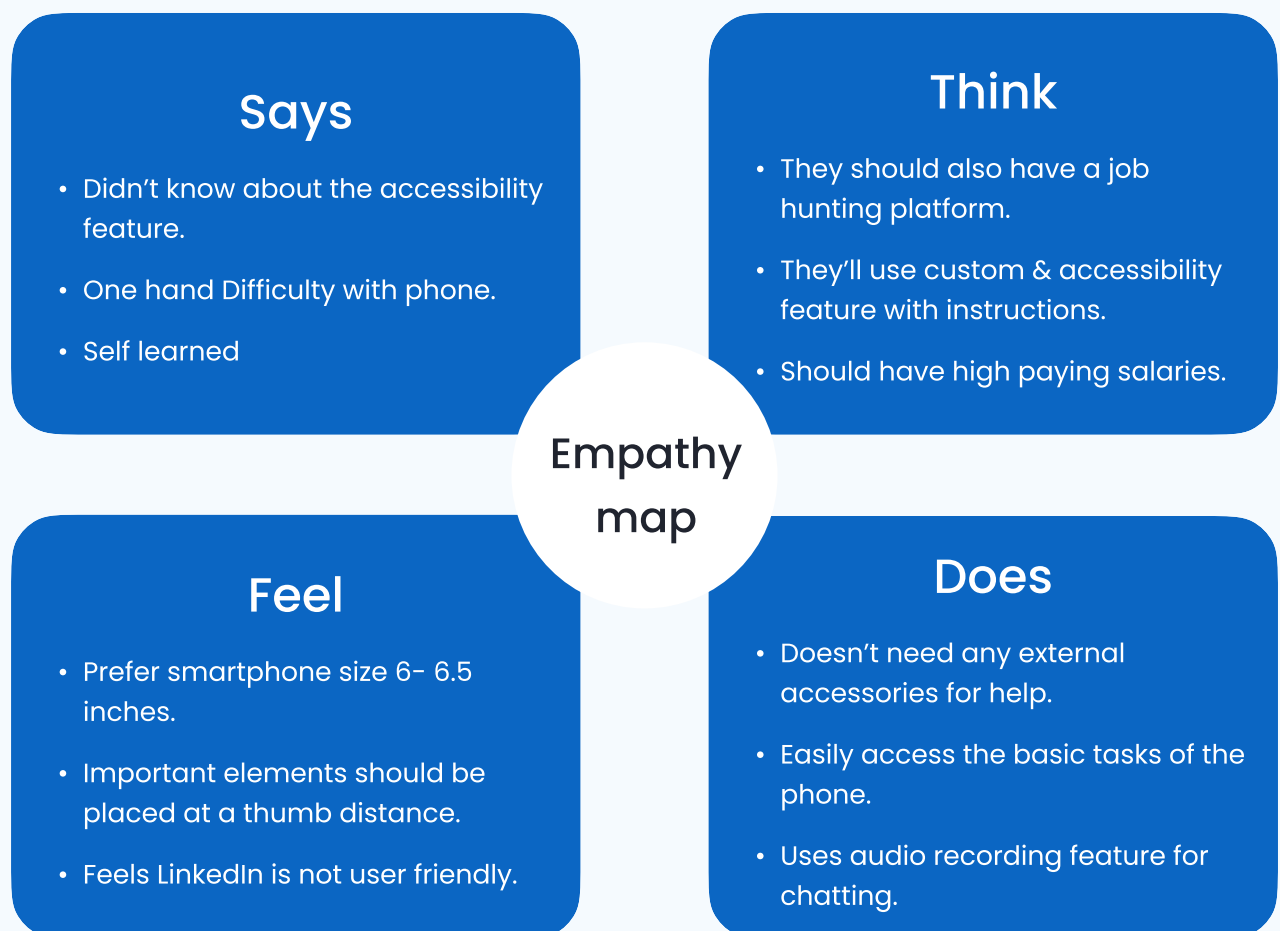 Says
• Didn’t know about the accessibility
feature.
• One hand Difficulty with phone.
• Self learned
Think
• They should also have a job
hunting platform.
• They’ll use custom & accessibility
feature with instructions.
• Should have high paying salaries.
Empathy
map
Feel
• Prefer smartphone size 6- 6.5
inches.
• Important elements should be
placed at a thumb distance.
• Feels LinkedIn is not user friendly.
Does
• Doesn’t need any external
accessories for help.
• Easily access the basic tasks of the
phone.
• Uses audio recording feature for
chatting.